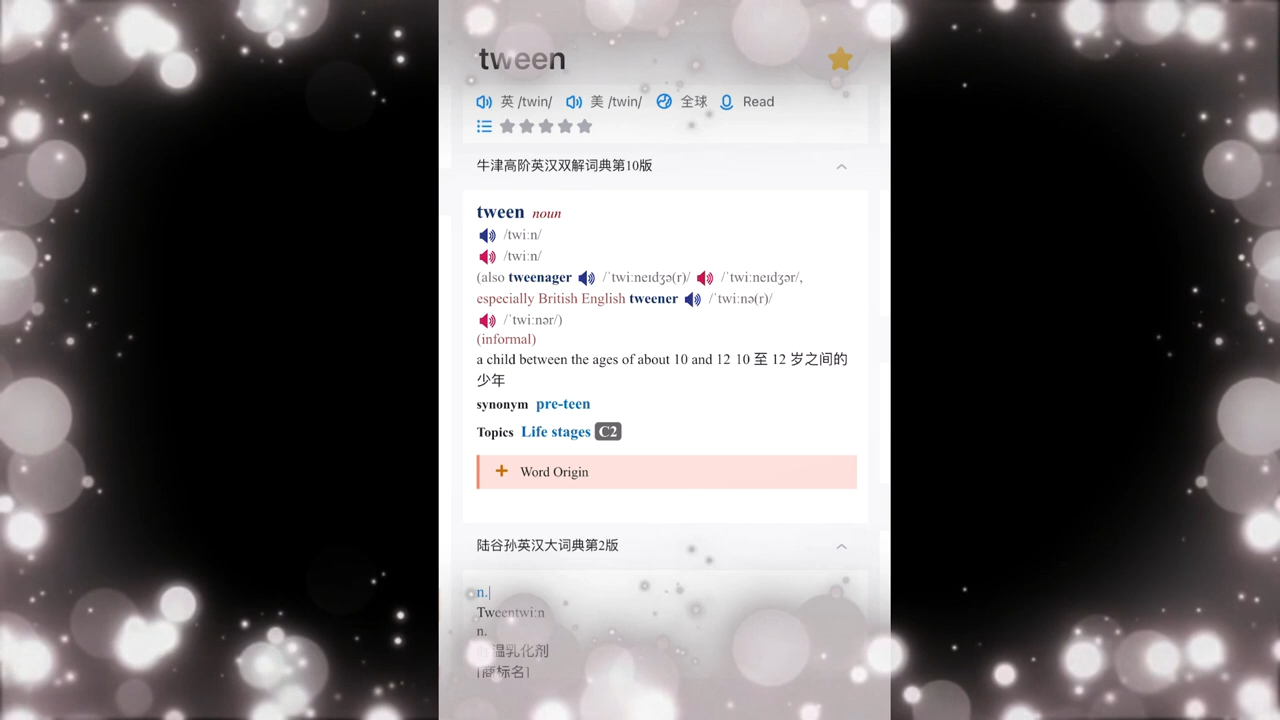 tween
英 /twin/ 美 /twin/ 全球 Read
牛津高阶英汉双解词典第10版
tween noun
/twiːn/
/twiːn/
(also tweenager /ˈtwiːneɪdʒə(r)/ /ˈtwiːneɪdʒər/,
especially British English tweener /ˈtwiːnə(r)/
/ˈtwiːnər/)
(informal)
a child between the ages of about 10 and 12 10 至 12 岁之间的
少年
synonym pre-teen
Topics Life stages C2
+ Word Origin
陆谷孙英汉大词典第2版
n.|
Tweentwiːn
n.
温乳化剂
[商标名]